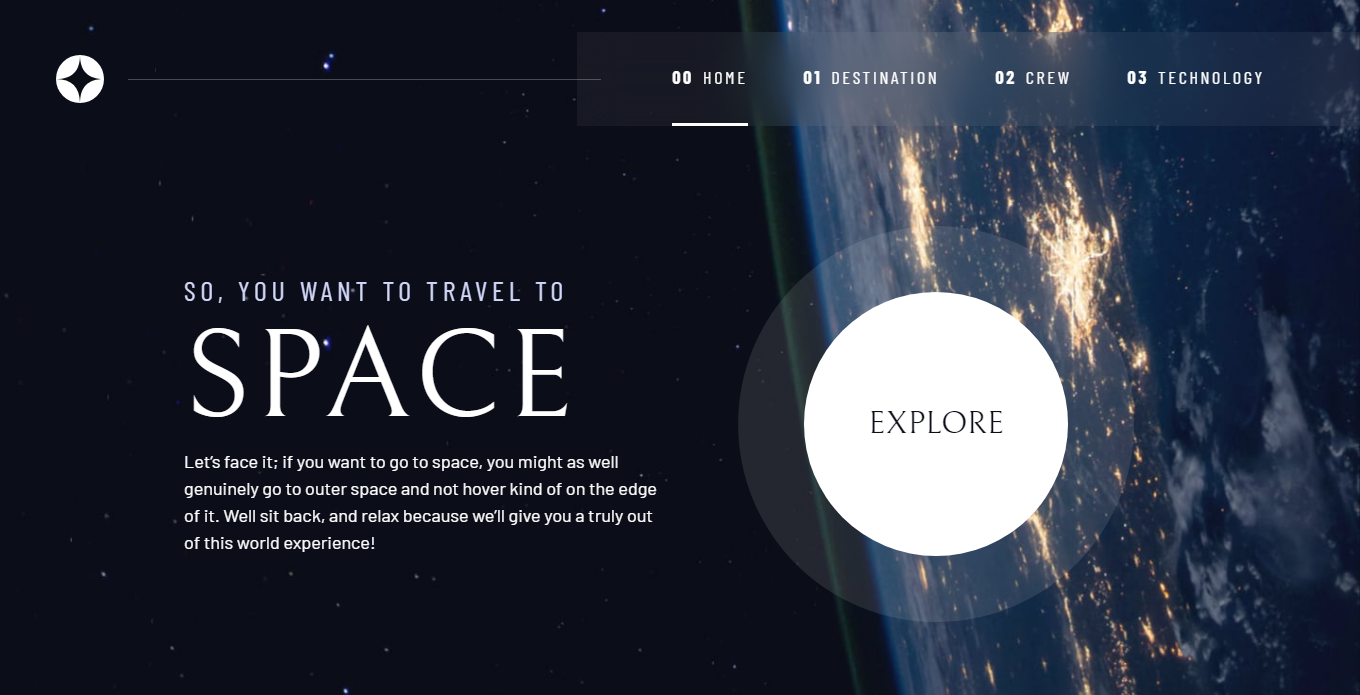 00 HOME 01 DESTINATION 02 CREW 03 TECHNOLOGY
SO, YOU WANT TO TRAVEL TO
SPACE
Let’s face it; if you want to go to space, you might as well
genuinely go to outer space and not hover kind of on the edge
of it. Well sit back, and relax because we’ll give you a truly out
of this world experience!
EXPLORE